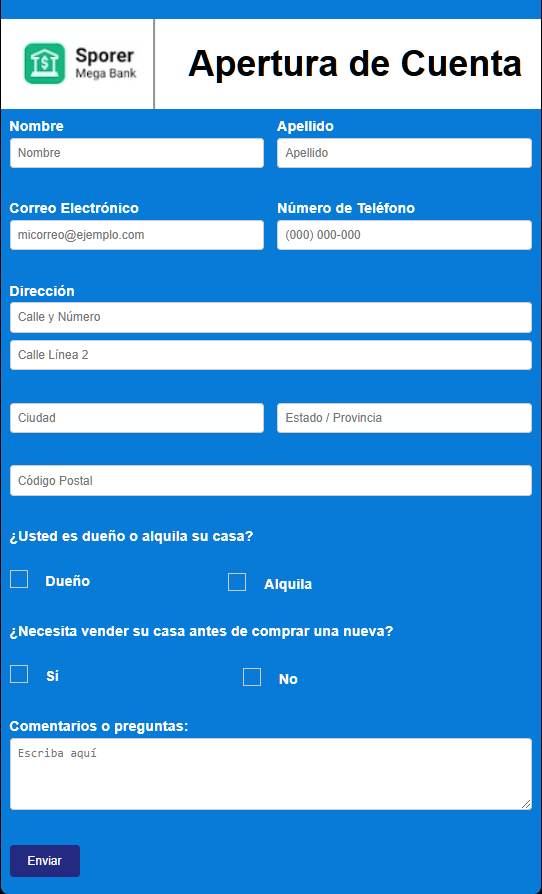 Sporer
Mega Bank
Apertura de Cuenta
Nombre
Apellido
Nombre
Apellido
Correo Electrónico
Número de Teléfono
micorreo@ejemplo.com
(000) 000-000
Dirección
Calle y Número
Calle Línea 2
Ciudad
Estado / Provincia
Código Postal
¿Usted es dueño o alquila su casa?
Dueño
Alquila
¿Necesita vender su casa antes de comprar una nueva?
Sí
No
Comentarios o preguntas:
Escriba aquí
Enviar